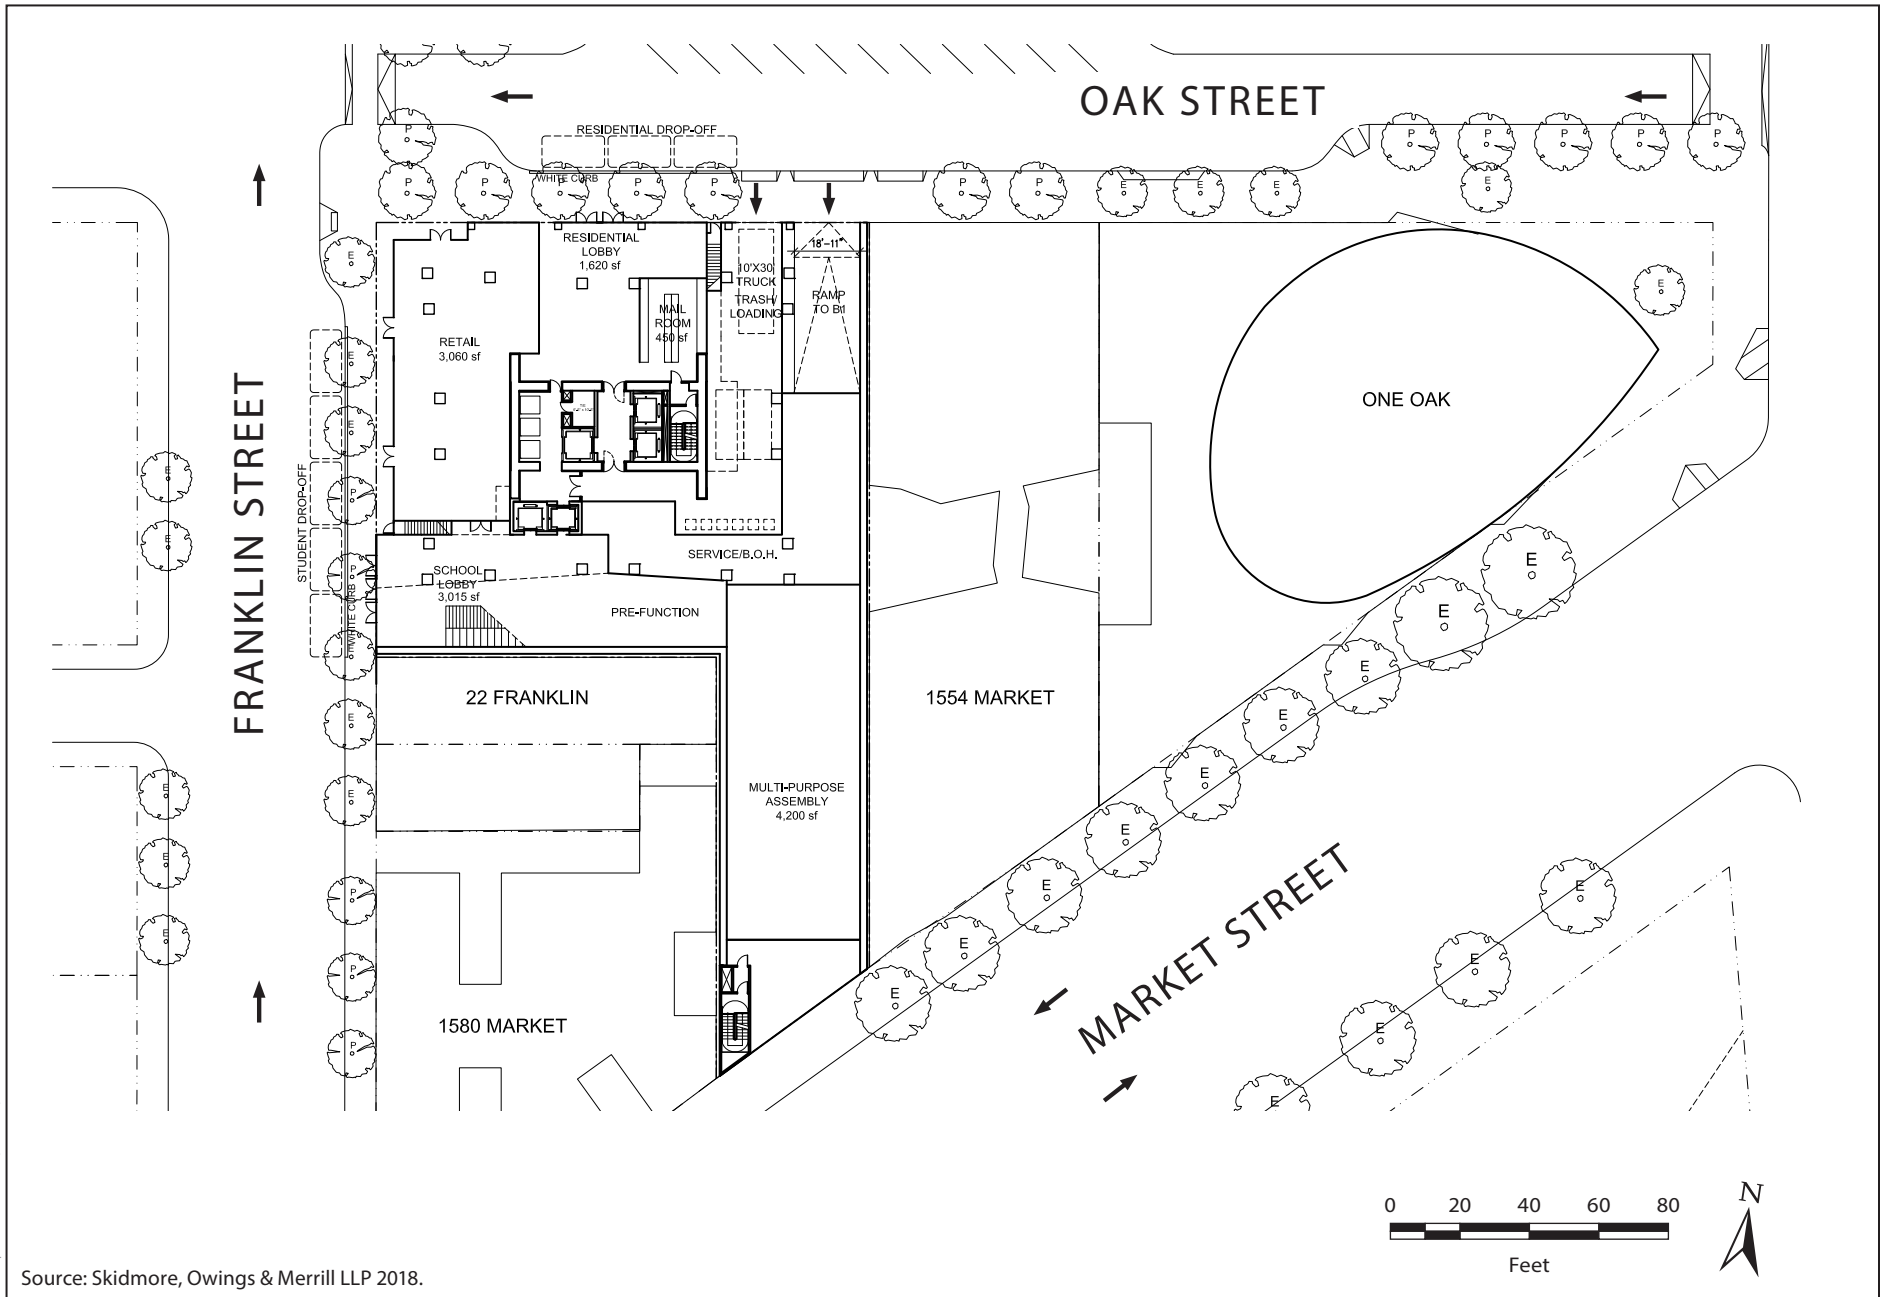 OAK STREET
RESIDENTIAL DROP-OFF
P
P
P
P
P
P
WHITE CURB
P
P
P
P
P
P
P
E
E
E
E
18'-11"
RESIDENTIAL
LOBBY
1,620 sf
10'X30'
TRUCK
TRASH/
LOADING
RAMP
TO B1
MAIL
ROOM
450 sf
RETAIL
3,060 sf
E
E
E
E
P
P
E
E
E
E
E
ONE OAK
FRANKLIN STREET
STUDENT DROP-OFF
WHITE CURB
SERVICE/B.O.H.
SCHOOL
LOBBY
3,015 sf
PRE-FUNCTION
22 FRANKLIN
1554 MARKET
MULTI-PURPOSE
ASSEMBLY
4,200 sf
1580 MARKET
E
E
E
E
E
E
E
E
E
E
E
E
E
P
P
P
MARKET STREET
E
E
E
E
N
0 20 40 60 80
Feet
Source: Skidmore, Owings & Merrill LLP 2018.